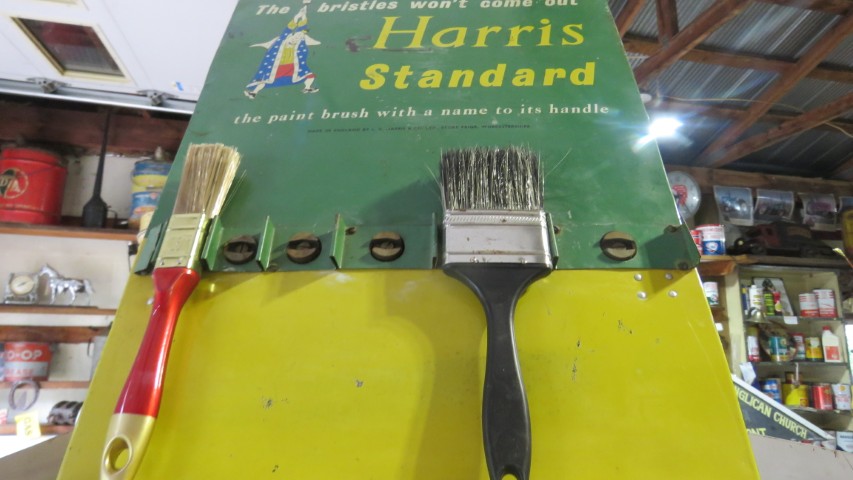 The bristles won't come out
Harris
Standard
the paint brush with a name to its handle
CO-OP
ANGLICAN CHURCH